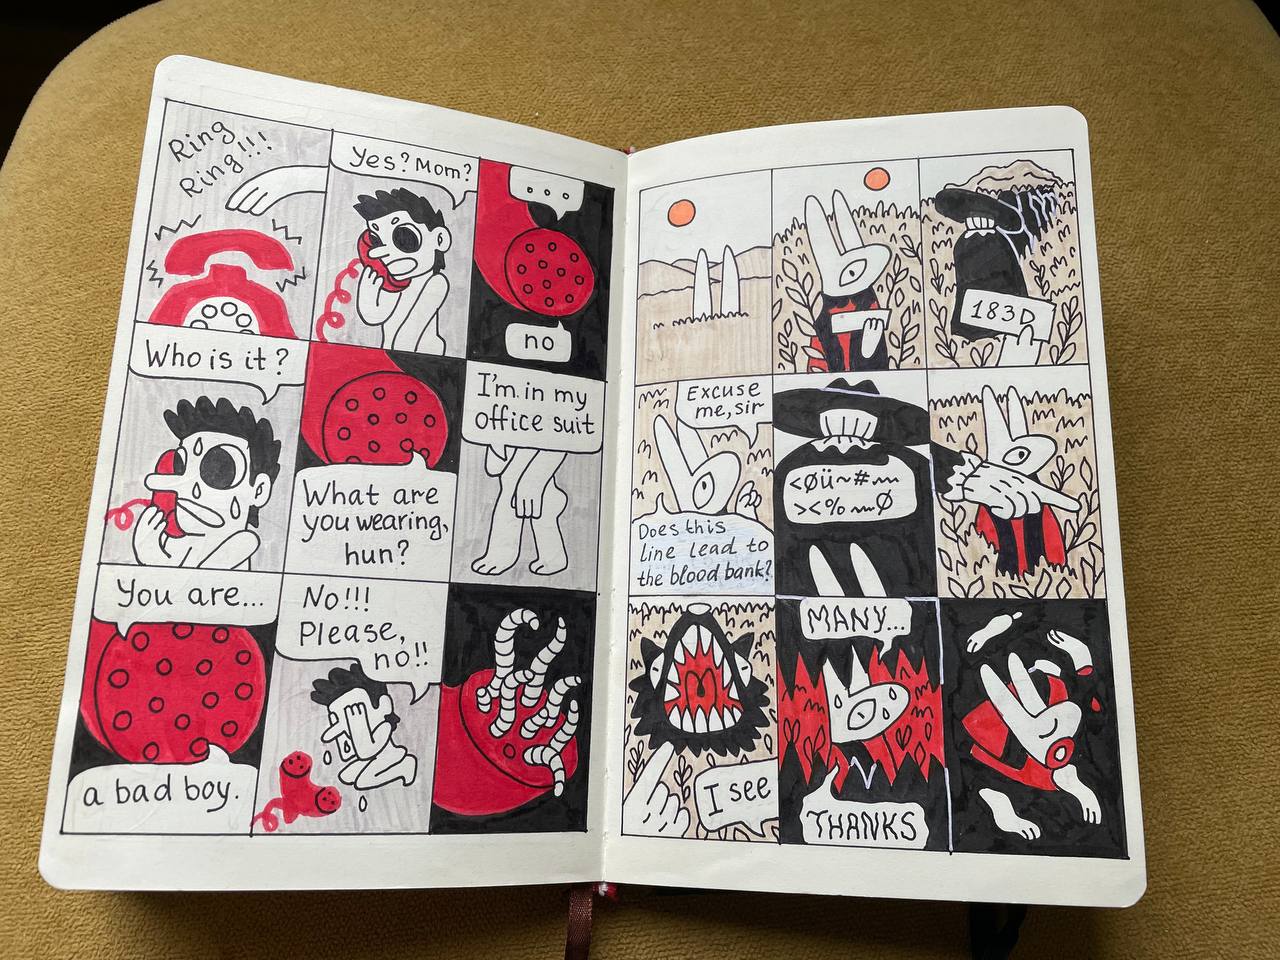 Ring
Ring!!!
Yes? Mom?
...
no
Who is it?
What are
you wearing,
hun?
I'm in my
office suit
You are...
a bad boy.
No!!!
Please,
no!!
183D
Excuse
me, sir
Does this
line lead to
the blood bank?
<Øü~#~
><%~Ø
I see
MANY...
THANKS